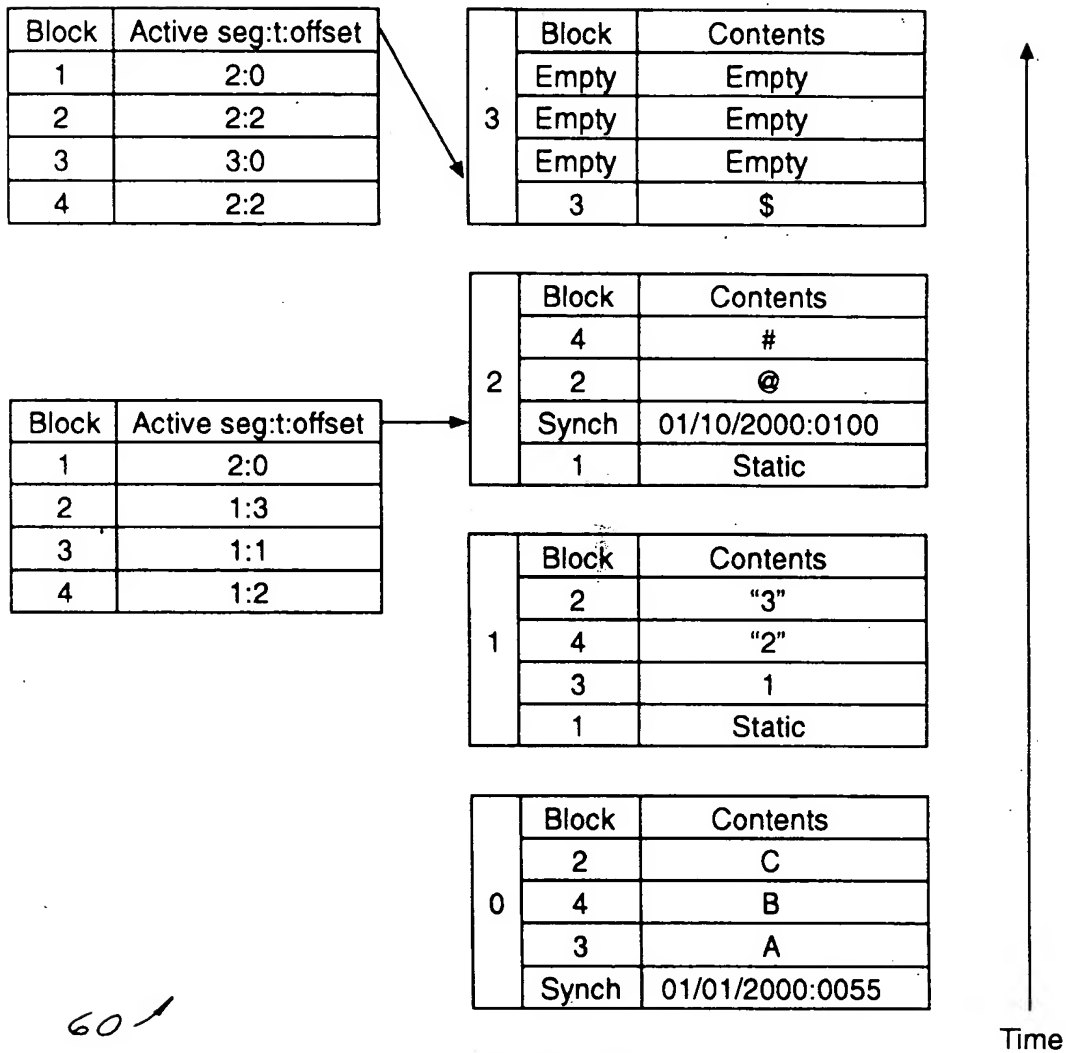 Block Active seg:t:offset
1 2:0
2 2:2
3 3:0
4 2:2
3
Block Contents
Empty Empty
Empty Empty
Empty Empty
3 $
2
Block Contents
4 #
2 @
Synch 01/10/2000:0100
1 Static
Block Active seg:t:offset
1 2:0
2 1:3
3 1:1
4 1:2
1
Block Contents
2 “3”
4 “2”
3 1
1 Static
0
Block Contents
2 C
4 B
3 A
Synch 01/01/2000:0055
60
Time